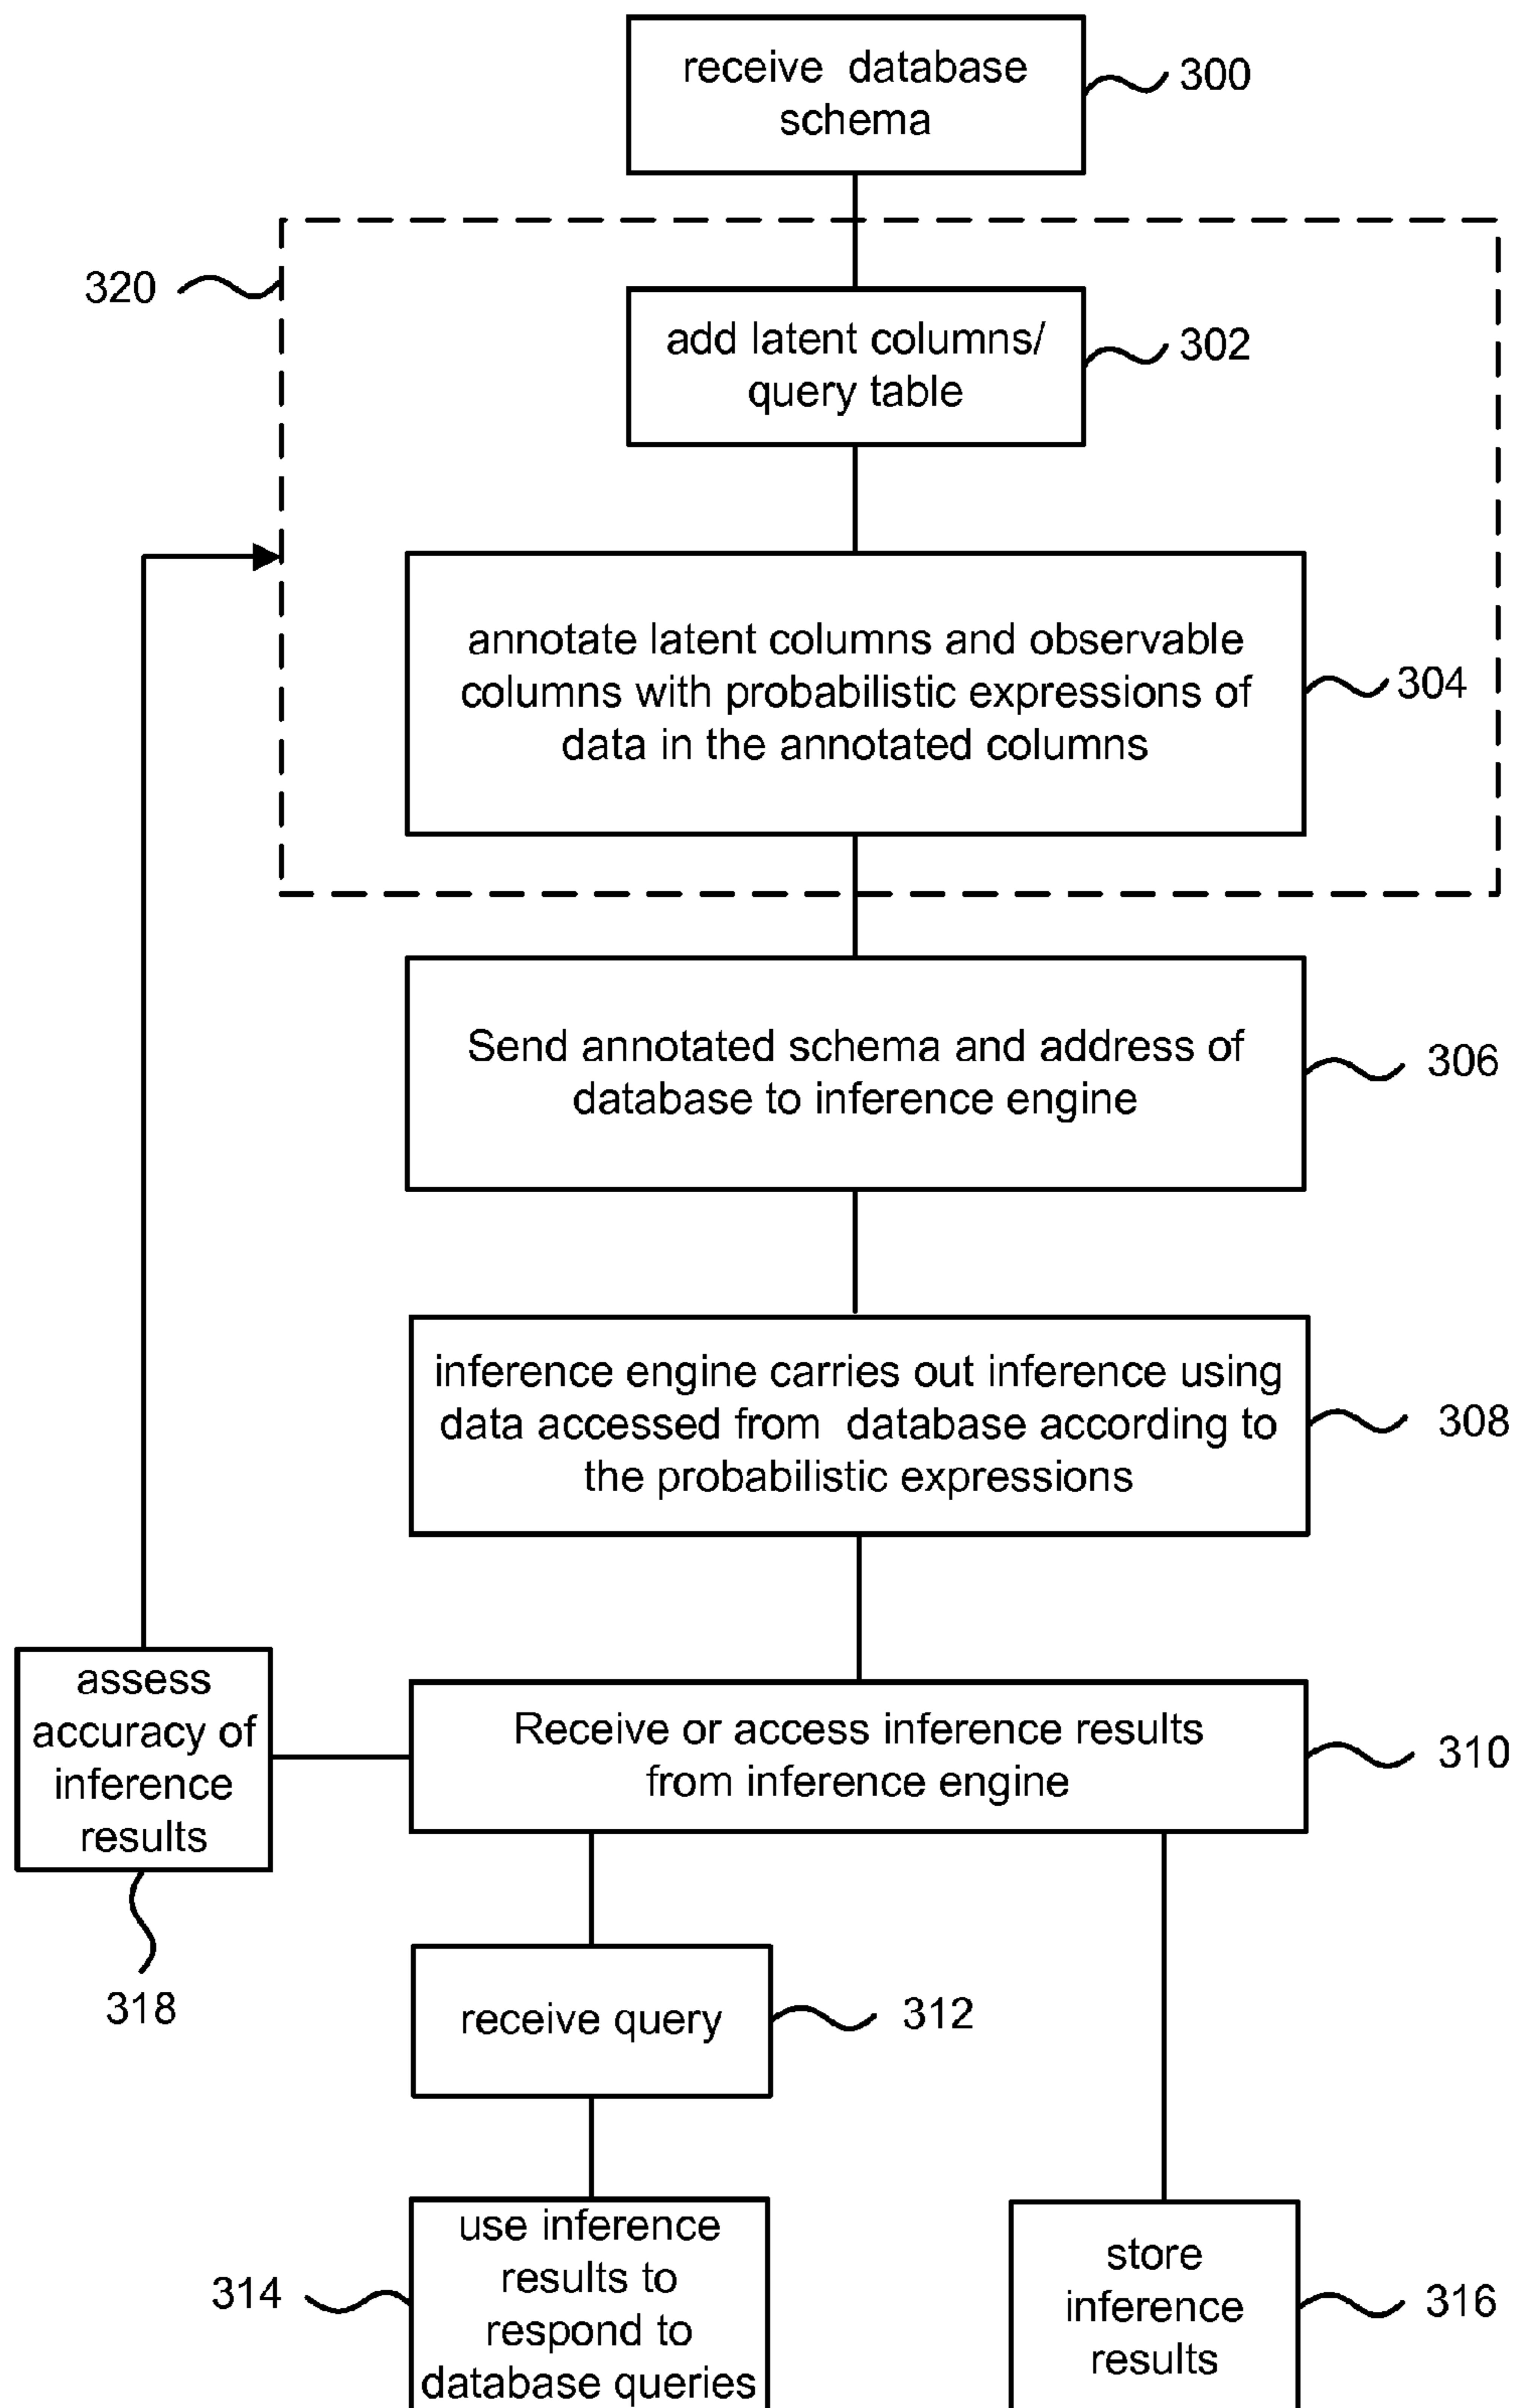 receive database
schema
300
320
add latent columns/
query table
302
annotate latent columns and observable
columns with probabilistic expressions of
data in the annotated columns
304
Send annotated schema and address of
database to inference engine
306
inference engine carries out inference using
data accessed from database according to
the probabilistic expressions
308
assess
accuracy of
inference
results
318
Receive or access inference results
from inference engine
310
receive query
312
use inference
results to
respond to
database queries
314
store
inference
results
316